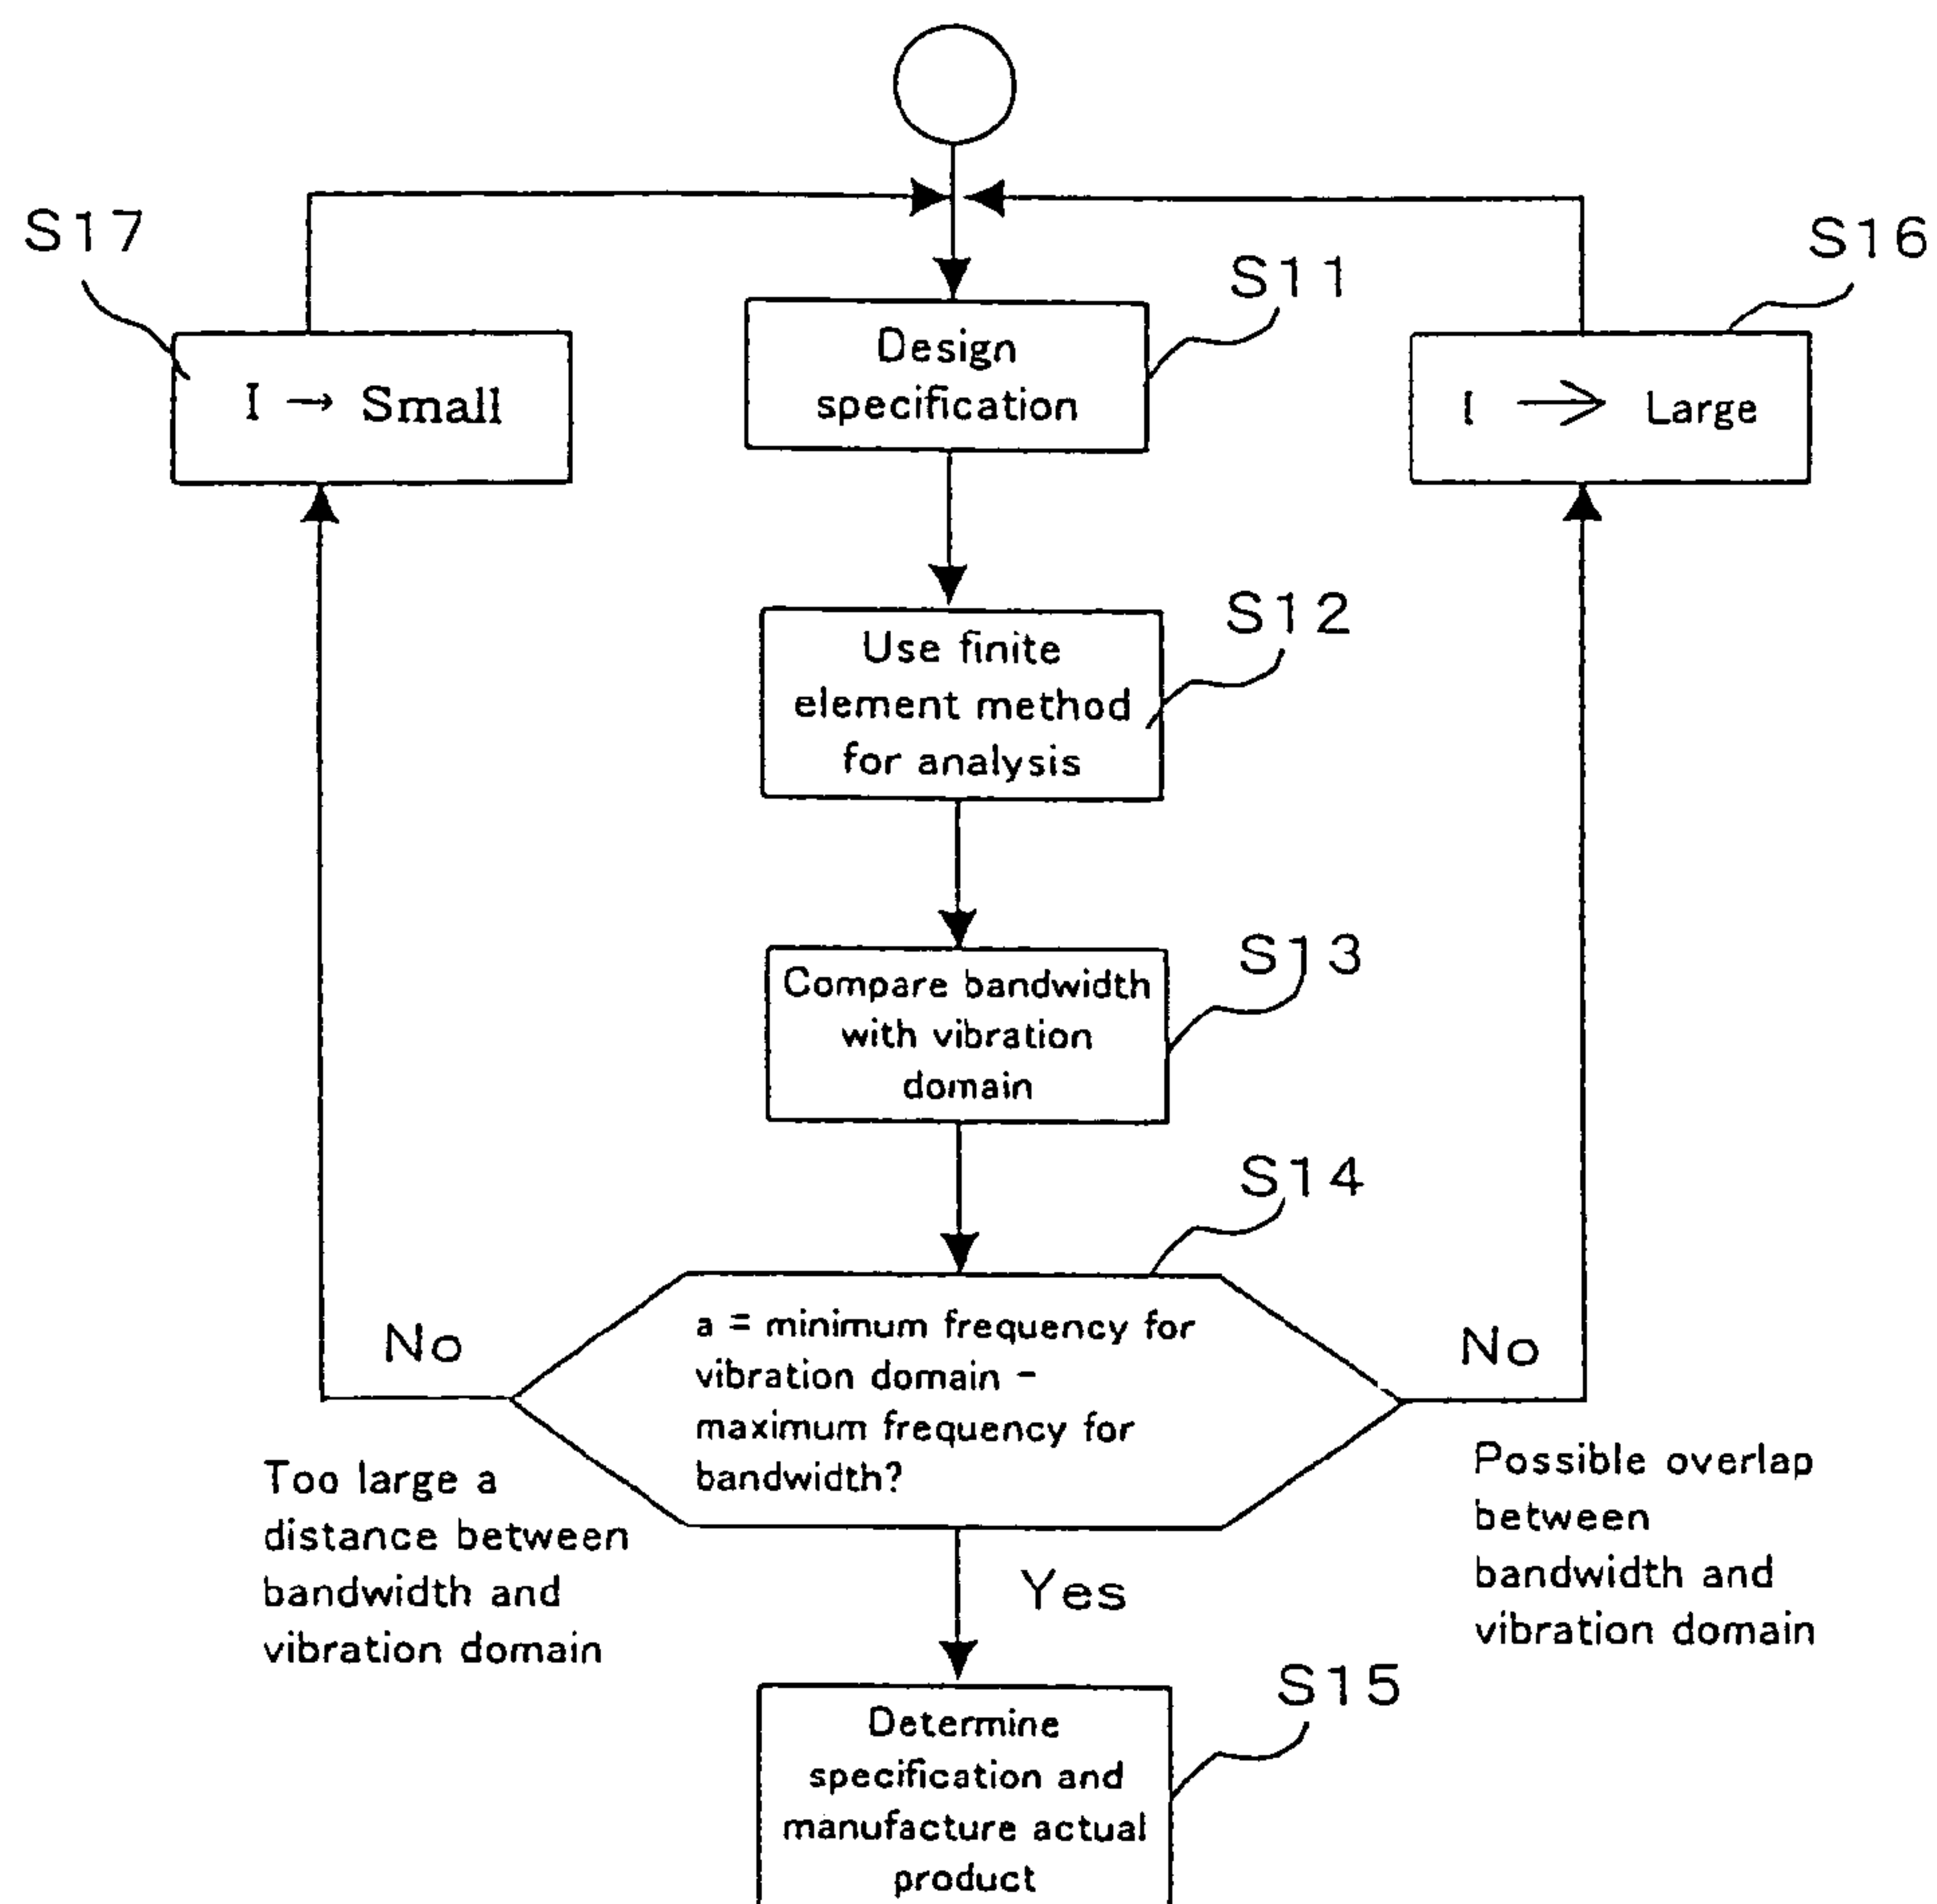 S17
S11
S16
Design
specification
I → Small
I → Large
S12
Use finite
element method
for analysis
S13
Compare bandwidth
with vibration
domain
S14
No
No
a = minimum frequency for
vibration domain –
maximum frequency for
bandwidth?
Too large a
distance between
bandwidth and
vibration domain
Possible overlap
between
bandwidth and
vibration domain
Yes
S15
Determine
specification and
manufacture actual
product